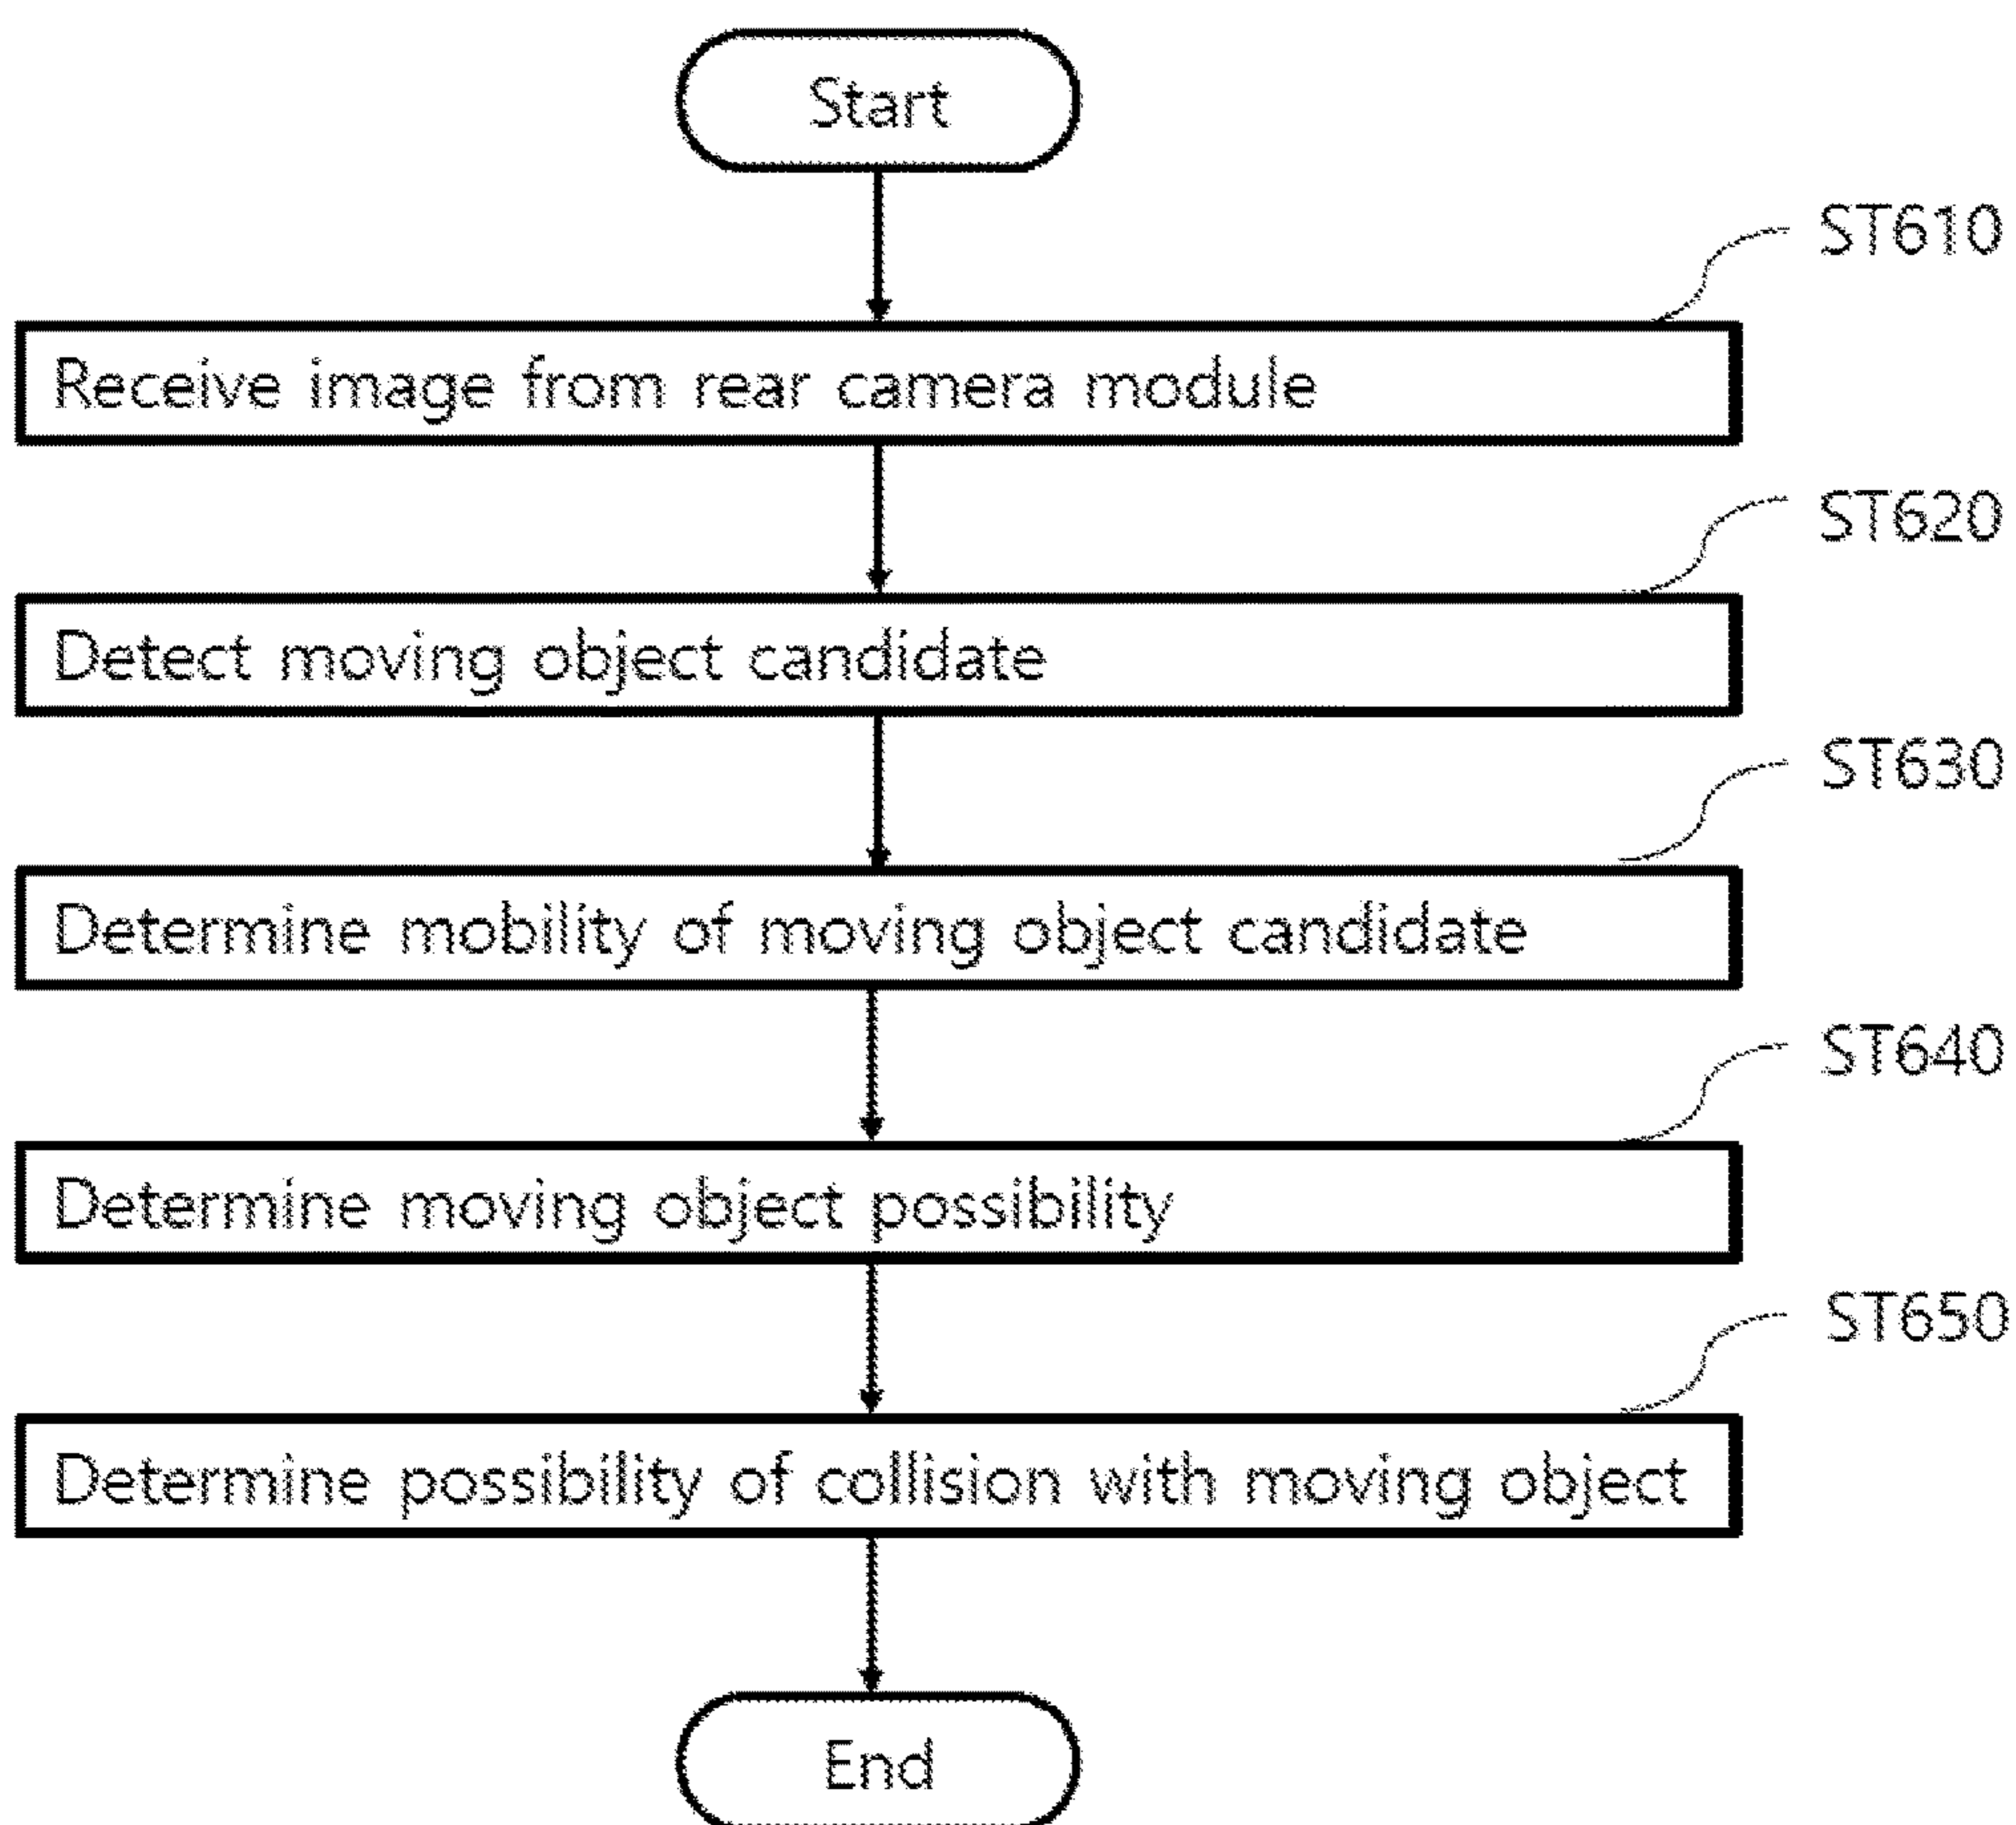 Start
ST610
Receive image from rear camera module
ST620
Detect moving object candidate
ST630
Determine mobility of moving object candidate
ST640
Determine moving object possibility
ST650
Determine possibility of collision with moving object
End